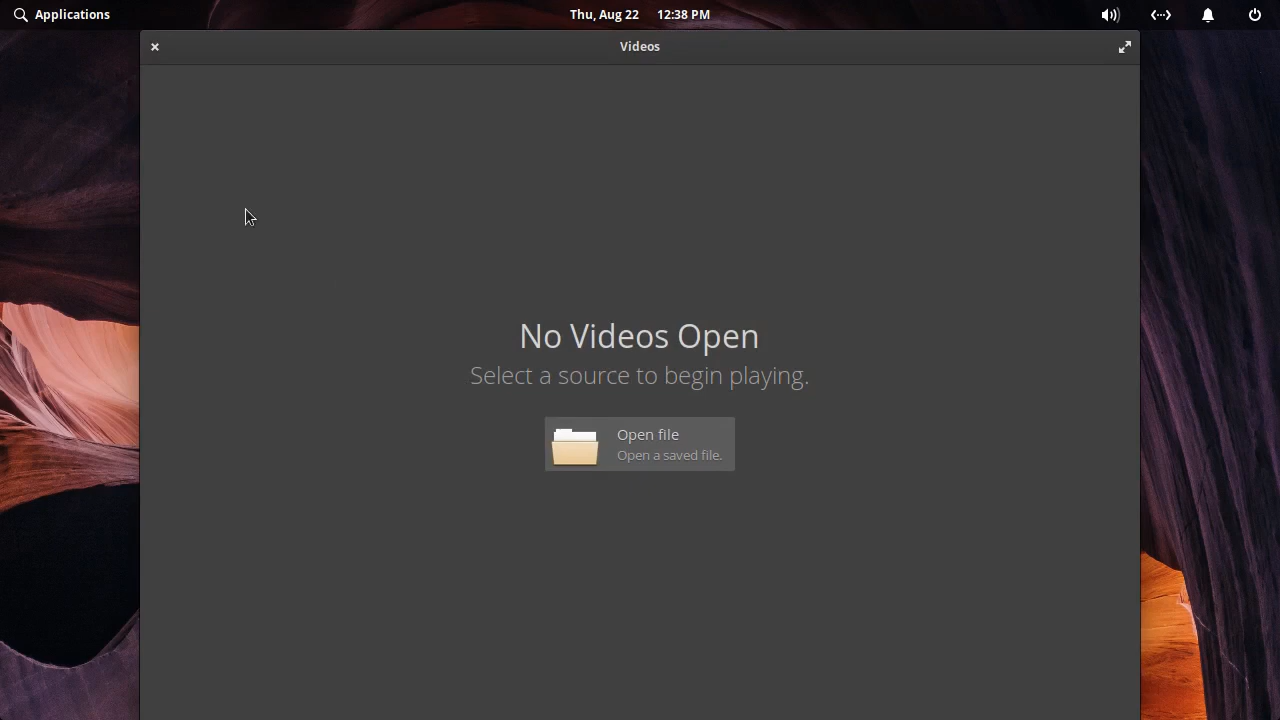 Applications
Thu, Aug 22 12:38 PM
Videos
No Videos Open
Select a source to begin playing.
Open file
Open a saved file.